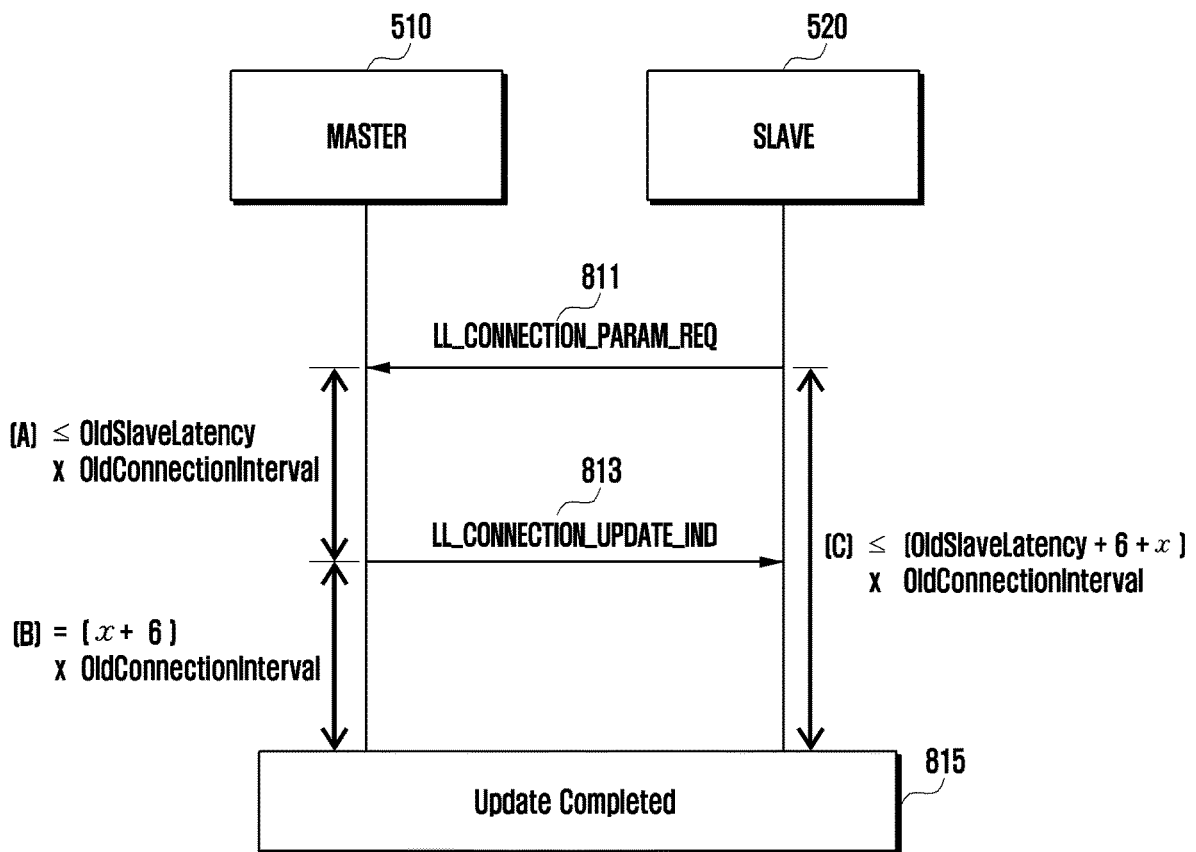 510
520
MASTER
SLAVE
811
LL_CONNECTION_PARAM_REQ
(A) ≤ OldSlaveLatency
x OldConnectionInterval
813
LL_CONNECTION_UPDATE_IND
(C) ≤ (OldSlaveLatency + 6 + x)
x OldConnectionInterval
(B) = (x + 6)
x OldConnectionInterval
815
Update Completed